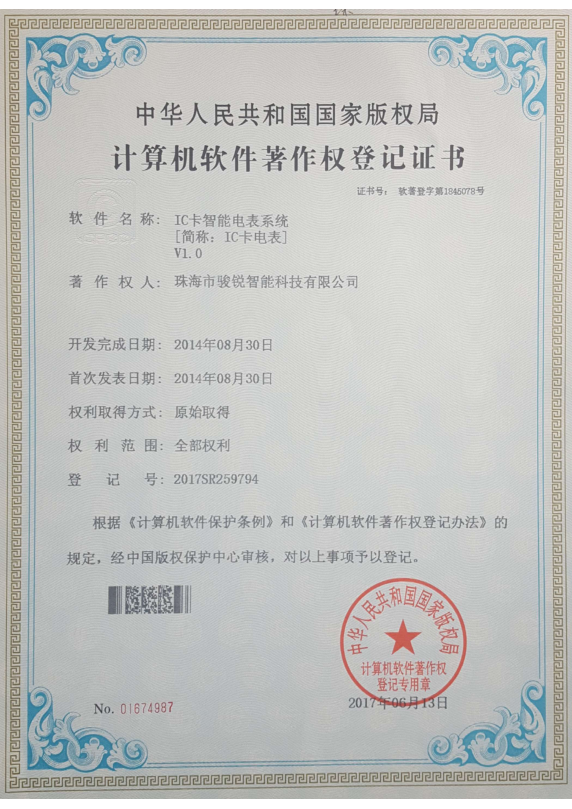 中华人民共和国国家版权局
计算机软件著作权登记证书
证书号： 软著登字第1845078号
软件名称： IC卡智能电表系统
[简称：IC卡电表]
V1.0
著作权人： 珠海市骏锐智能科技有限公司
开发完成日期： 2014年08月30日
首次发表日期： 2014年08月30日
权利取得方式： 原始取得
权利范围： 全部权利
登记号： 2017SR259794
根据《计算机软件保护条例》和《计算机软件著作权登记办法》的
规定，经中国版权保护中心审核，对以上事项予以登记。
中华人民共和国国家版权局
计算机软件著作权
登记专用章
No. 01674987
2017年06月13日